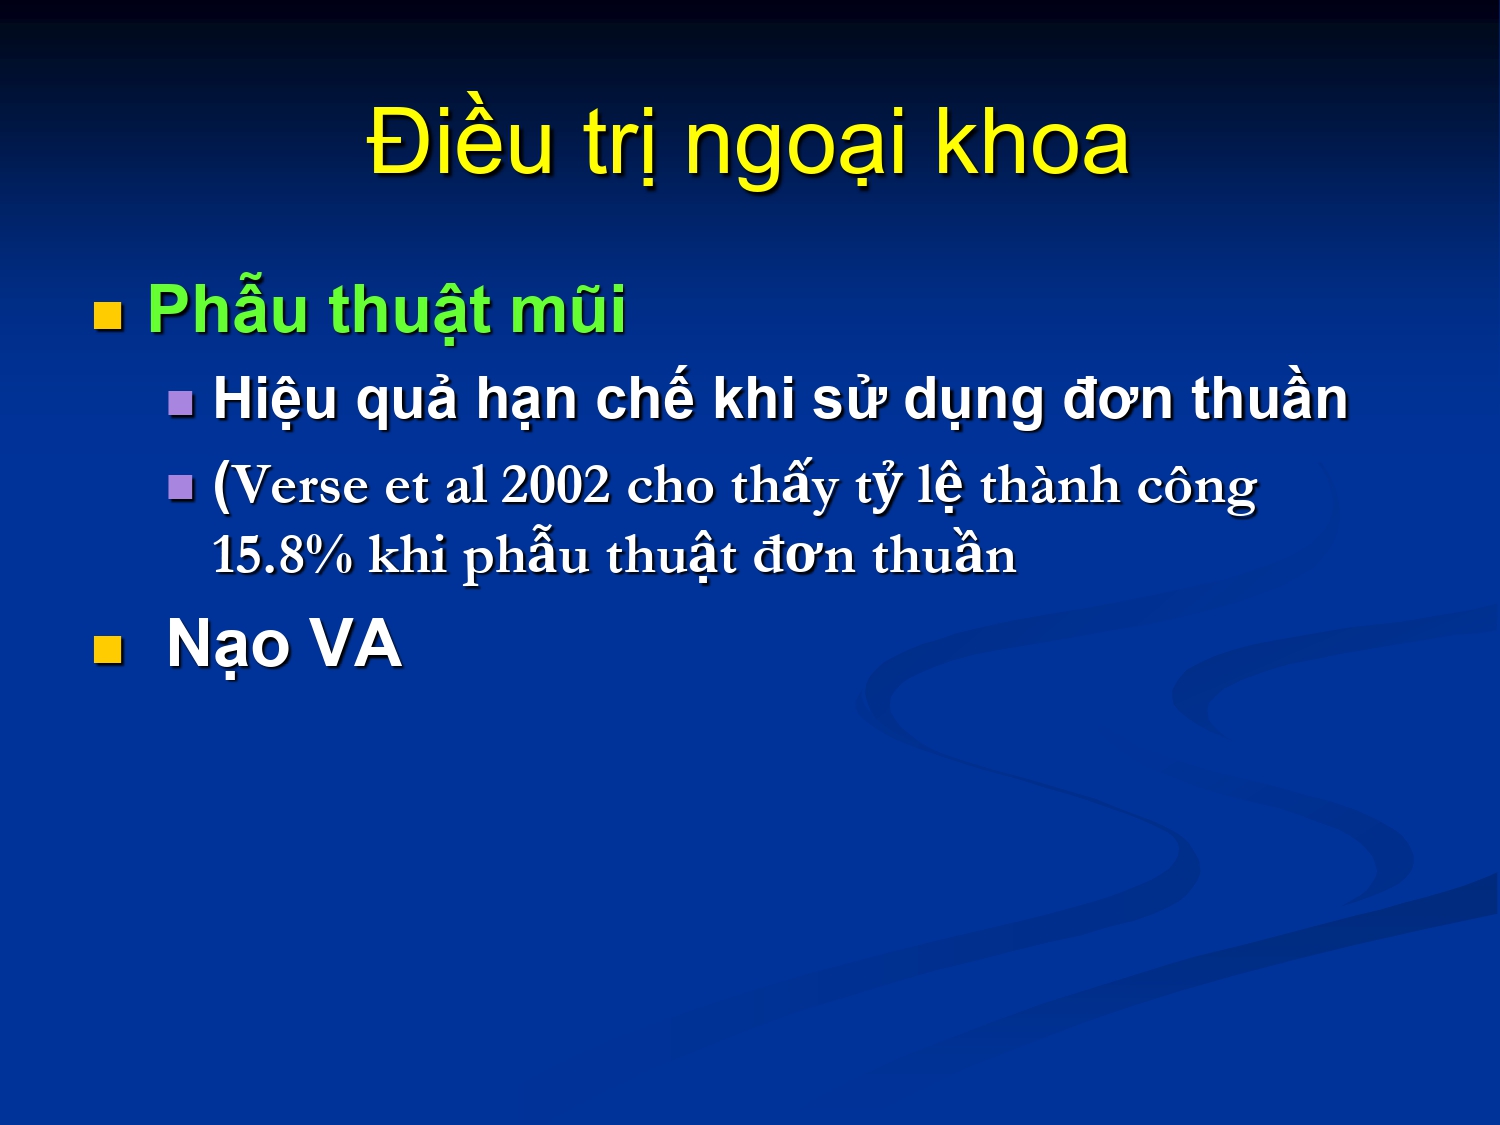 Điều trị ngoại khoa
Phẫu thuật mũi
Hiệu quả hạn chế khi sử dụng đơn thuần
(Verse et al 2002 cho thấy tỷ lệ thành công
15.8% khi phẫu thuật đơn thuần
Nạo VA